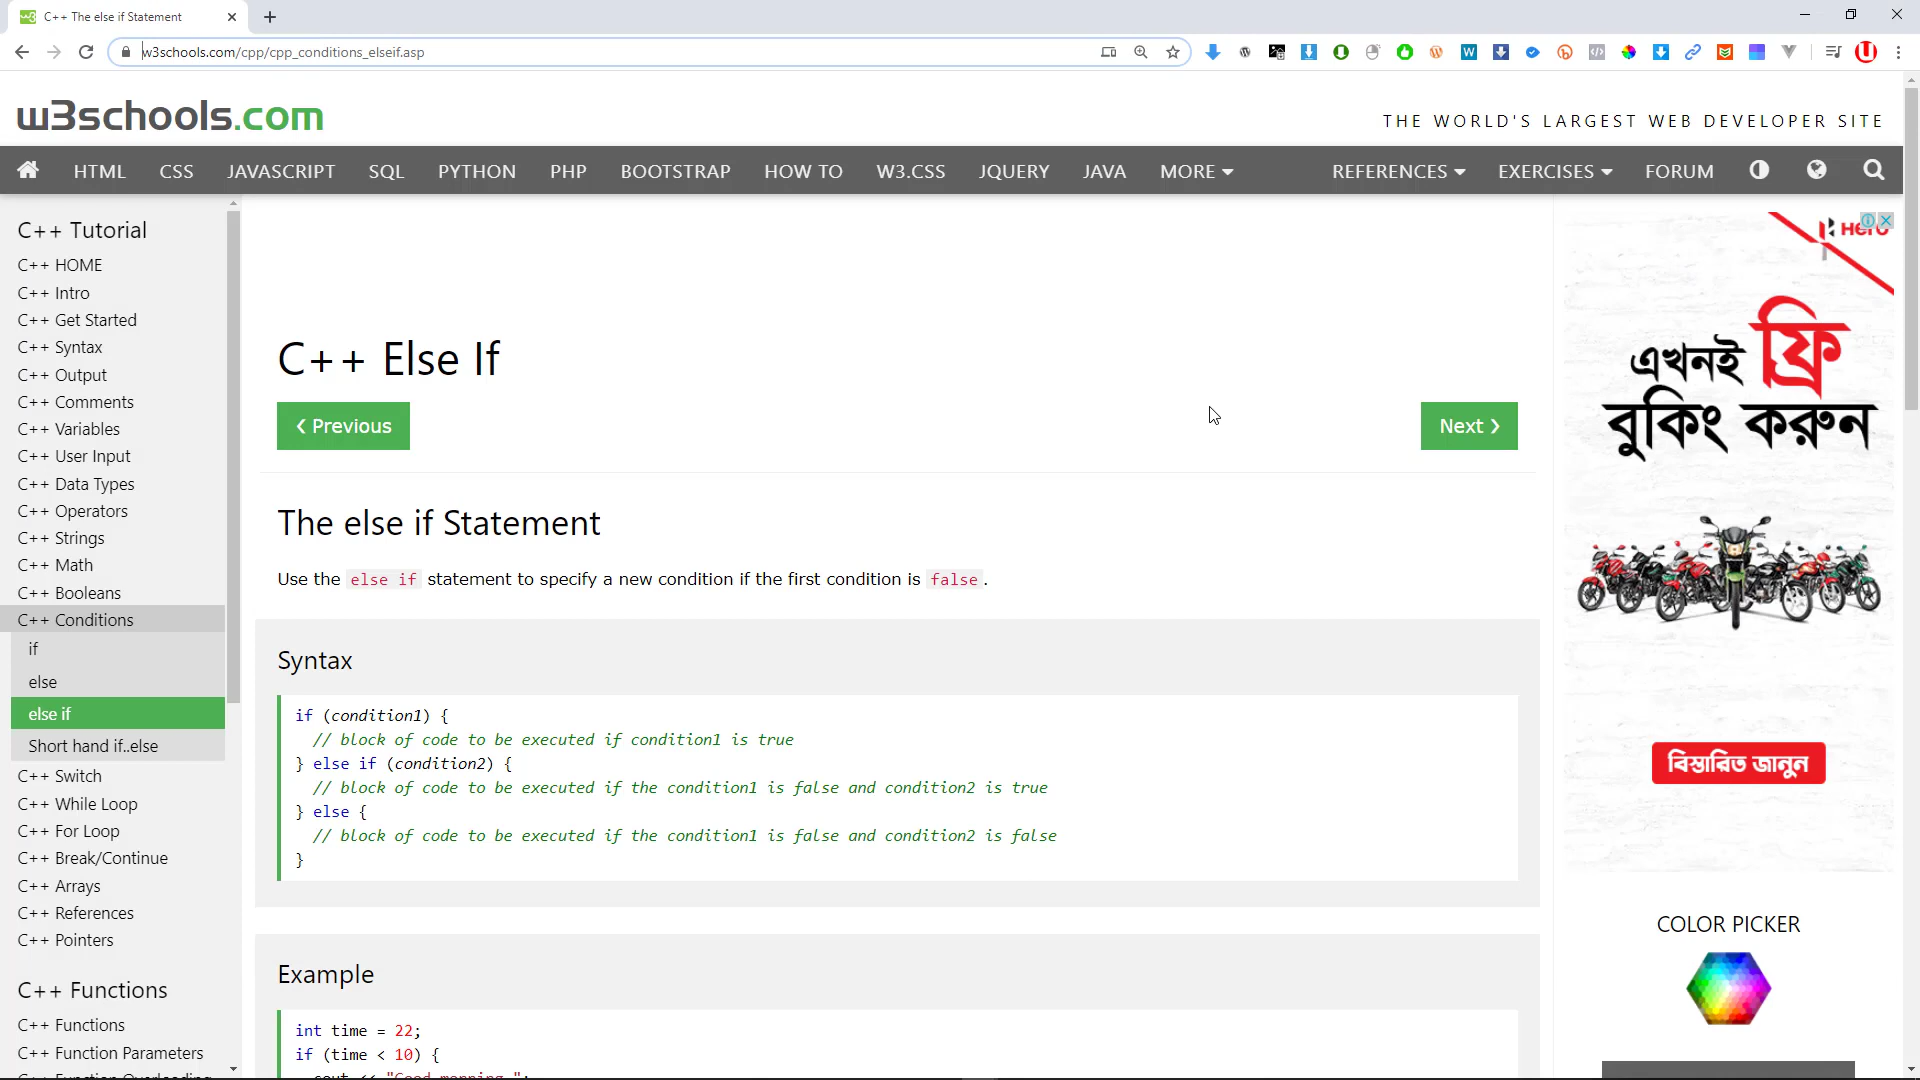 C++ The else if Statement
w3schools.com/cpp/cpp_conditions_elseif.asp
w3schools.com
THE WORLD'S LARGEST WEB DEVELOPER SITE
HTML CSS JAVASCRIPT SQL PYTHON PHP BOOTSTRAP HOW TO W3.CSS JQUERY JAVA MORE REFERENCES EXERCISES FORUM
C++ Tutorial
C++ HOME
C++ Intro
C++ Get Started
C++ Syntax
C++ Output
C++ Comments
C++ Variables
C++ User Input
C++ Data Types
C++ Operators
C++ Strings
C++ Math
C++ Booleans
C++ Conditions
if
else
else if
Short hand if..else
C++ Switch
C++ While Loop
C++ For Loop
C++ Break/Continue
C++ Arrays
C++ References
C++ Pointers
C++ Functions
C++ Functions
C++ Function Parameters
C++ Function Overloading
C++ Else If
❮ Previous
Next ❯
The else if Statement
Use the else if statement to specify a new condition if the first condition is false.
Syntax
if (condition1) {
// block of code to be executed if condition1 is true
} else if (condition2) {
// block of code to be executed if the condition1 is false and condition2 is true
} else {
// block of code to be executed if the condition1 is false and condition2 is false
}
Example
int time = 22;
if (time < 10) {
cout << "Good morning.";
Hero
এখনই ফ্রি
বুকিং করুন
বিস্তারিত জানুন
COLOR PICKER